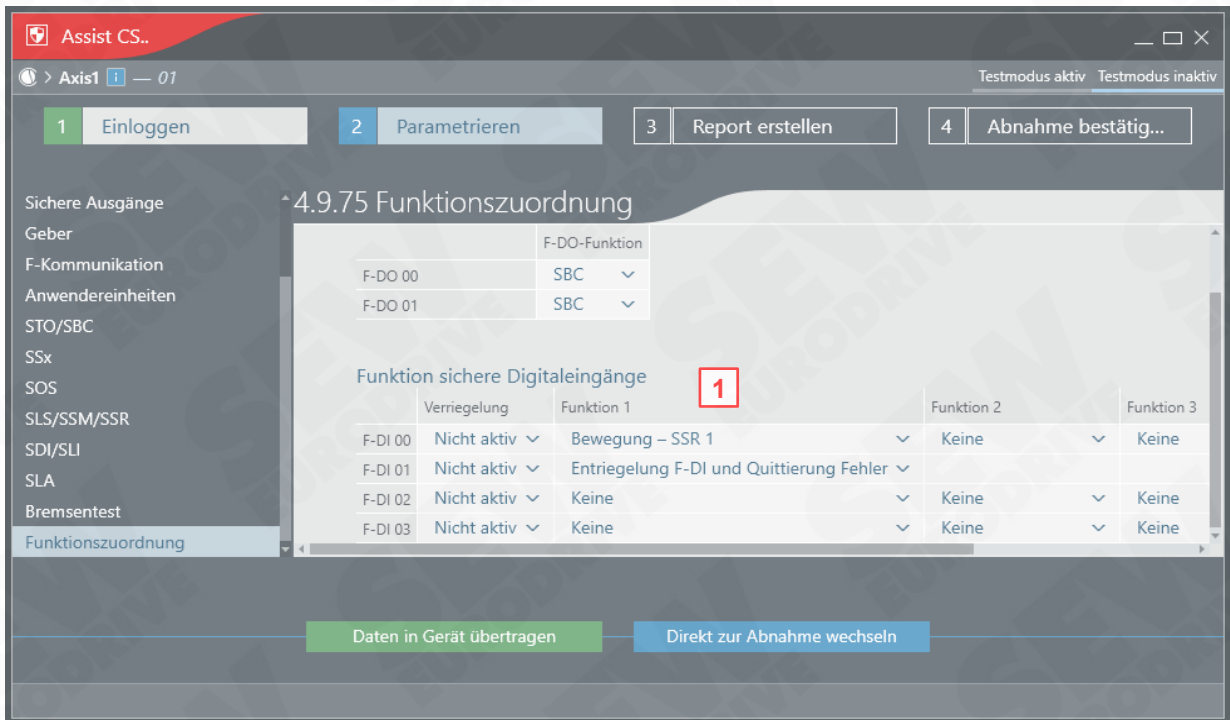 Assist CS..
> Axis1 i — 01
Testmodus aktiv Testmodus inaktiv
1 Einloggen 2 Parametrieren 3 Report erstellen 4 Abnahme bestätig...
Sichere Ausgänge
Geber
F-Kommunikation
Anwendereinheiten
STO/SBC
SSx
SOS
SLS/SSM/SSR
SDI/SLI
SLA
Bremsentest
Funktionszuordnung
4.9.75 Funktionszuordnung
F-DO-Funktion
F-DO 00 SBC
F-DO 01 SBC
Funktion sichere Digitaleingänge 1
Verriegelung Funktion 1 Funktion 2 Funktion 3
F-DI 00 Nicht aktiv Bewegung – SSR 1 Keine Keine
F-DI 01 Nicht aktiv Entriegelung F-DI und Quittierung Fehler
F-DI 02 Nicht aktiv Keine Keine Keine
F-DI 03 Nicht aktiv Keine Keine Keine
Daten in Gerät übertragen Direkt zur Abnahme wechseln
SEW
EURODRIVE